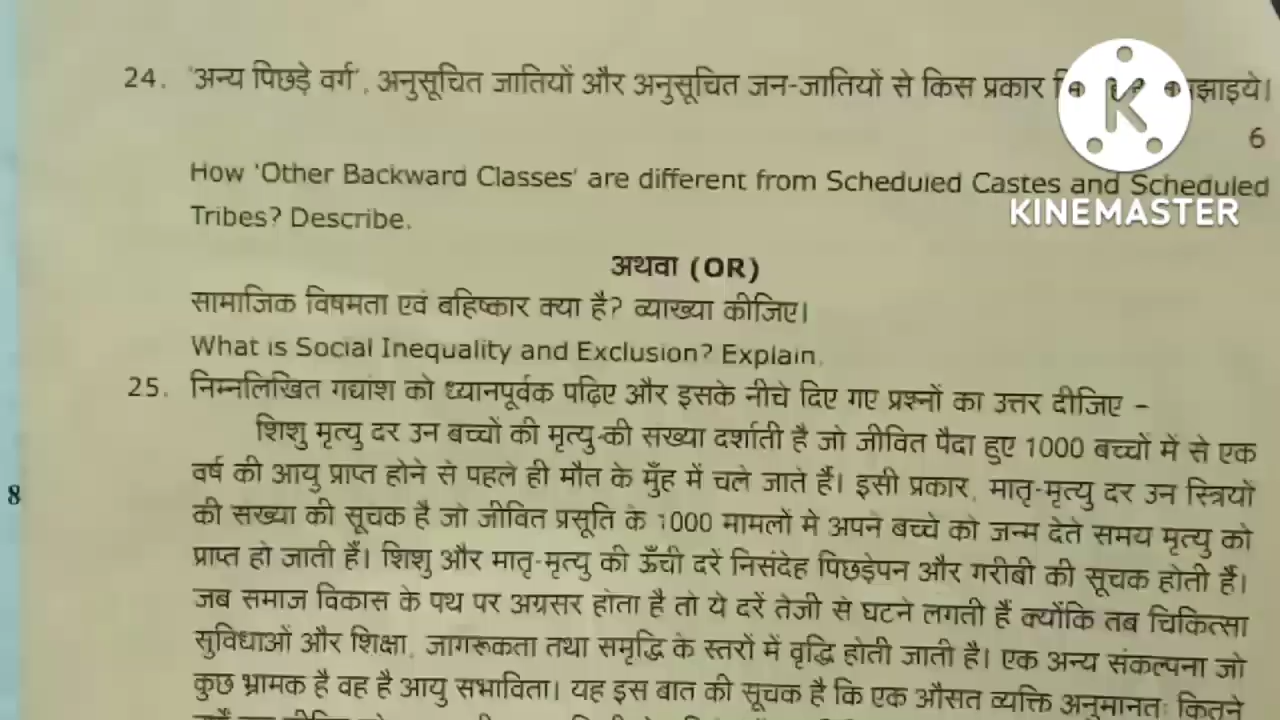 24. 'अन्य पिछड़े वर्ग', अनुसूचित जातियों और अनुसूचित जन-जातियों से किस प्रकार
6
How 'Other Backward Classes' are different from Scheduled Castes and Scheduled
Tribes? Describe.
KINEMASTER
अथवा (OR)
सामाजिक विषमता एवं बहिष्कार क्या है? व्याख्या कीजिए।
What is Social Inequality and Exclusion? Explain.
25. निम्नलिखित गद्यांश को ध्यानपूर्वक पढ़िए और इसके नीचे दिए गए प्रश्नों का उत्तर दीजिए –
शिशु मृत्यु दर उन बच्चों की मृत्यु की सख्या दर्शाती है जो जीवित पैदा हुए 1000 बच्चों में से एक
वर्ष की आयु प्राप्त होने से पहले ही मौत के मुँह में चले जाते हैं। इसी प्रकार, मातृ-मृत्यु दर उन स्त्रियों
की सख्या की सूचक है जो जीवित प्रसूति के 1000 मामलों मे अपने बच्चे को जन्म देते समय मृत्यु को
प्राप्त हो जाती हैं। शिशु और मातृ-मृत्यु की ऊँची दरें निसंदेह पिछड़ेपन और गरीबी की सूचक होती हैं।
8
जब समाज विकास के पथ पर अग्रसर होता है तो ये दरें तेजी से घटने लगती हैं क्योंकि तब चिकित्सा
सुविधाओं और शिक्षा, जागरूकता तथा समृद्धि के स्तरों में वृद्धि होती जाती है। एक अन्य संकल्पना जो
कुछ भ्रामक है वह है आयु सभाविता। यह इस बात की सूचक है कि एक औसत व्यक्ति अनुमानतः कितने